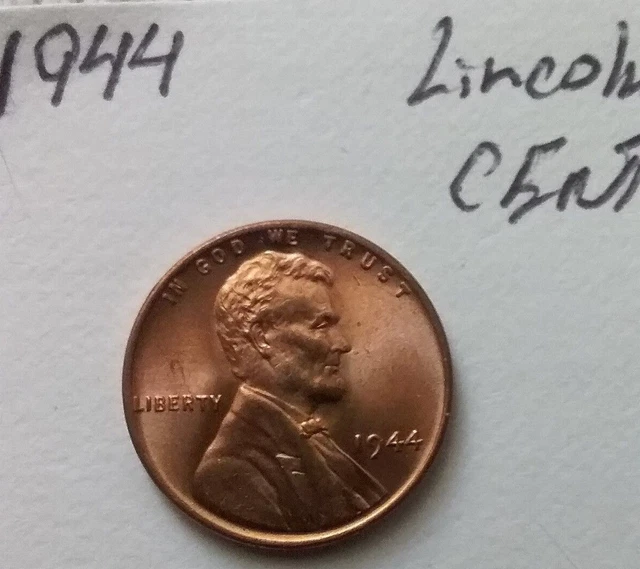 1944 Lincoln
CENT
IN GOD WE TRUST
LIBERTY
1944